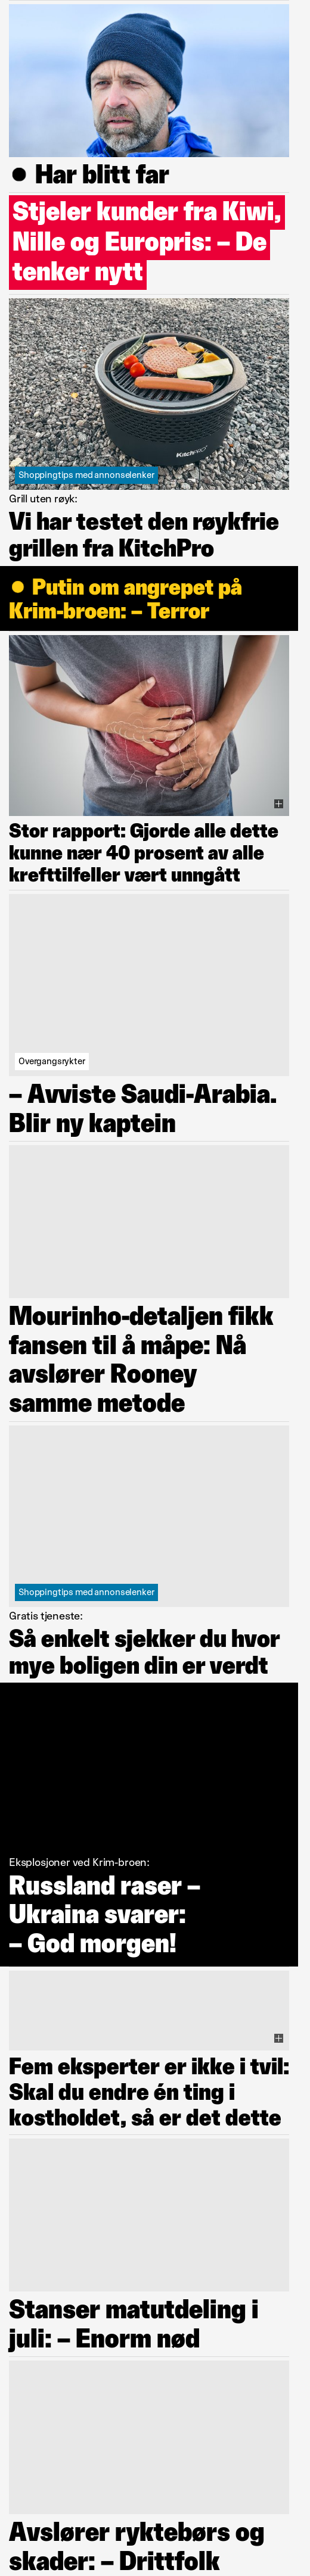 ● Har blitt far
Stjeler kunder fra Kiwi,
Nille og Europris: – De
tenker nytt
KitchPro
Shoppingtips med annonselenker
Grill uten røyk:
Vi har testet den røykfrie
grillen fra KitchPro
● Putin om angrepet på
Krim-broen: – Terror
Stor rapport: Gjorde alle dette
kunne nær 40 prosent av alle
krefttilfeller vært unngått
Overgangsrykter
– Avviste Saudi-Arabia.
Blir ny kaptein
Mourinho-detaljen fikk
fansen til å måpe: Nå
avslører Rooney
samme metode
Shoppingtips med annonselenker
Gratis tjeneste:
Så enkelt sjekker du hvor
mye boligen din er verdt
Eksplosjoner ved Krim-broen:
Russland raser –
Ukraina svarer:
– God morgen!
Fem eksperter er ikke i tvil:
Skal du endre én ting i
kostholdet, så er det dette
Stanser matutdeling i
juli: – Enorm nød
Avslører ryktebørs og
skader: – Drittfolk